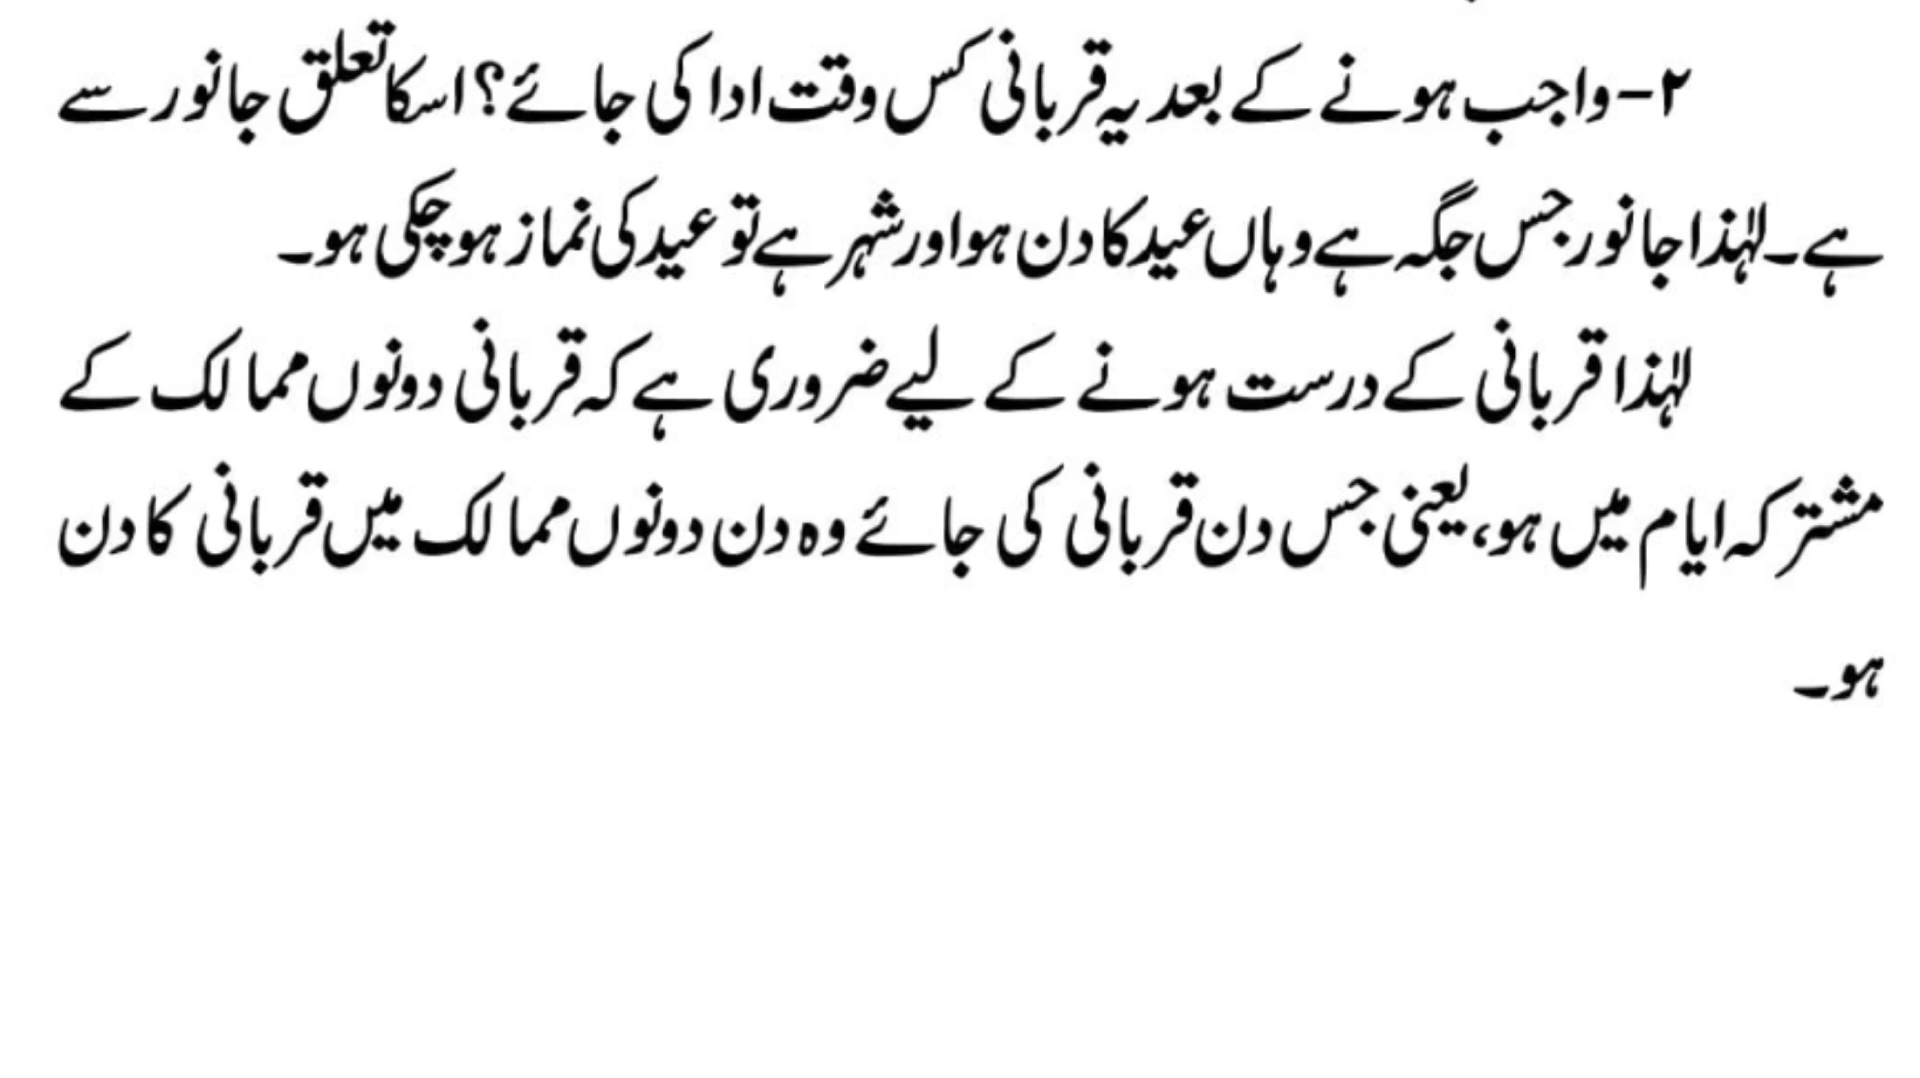 ۲-واجب ہونے کے بعد یہ قربانی کس وقت ادا کی جائے؟ اسکا تعلق جانور سے
ہے۔ لہٰذا جانور جس جگہ ہے وہاں عید کا دن ہو اور شہر ہے تو عید کی نماز ہو چکی ہو۔
لہٰذا قربانی کے درست ہونے کے لیے ضروری ہے کہ قربانی دونوں ممالک کے
مشترکہ ایام میں ہو، یعنی جس دن قربانی کی جائے وہ دن دونوں ممالک میں قربانی کا دن
ہو۔